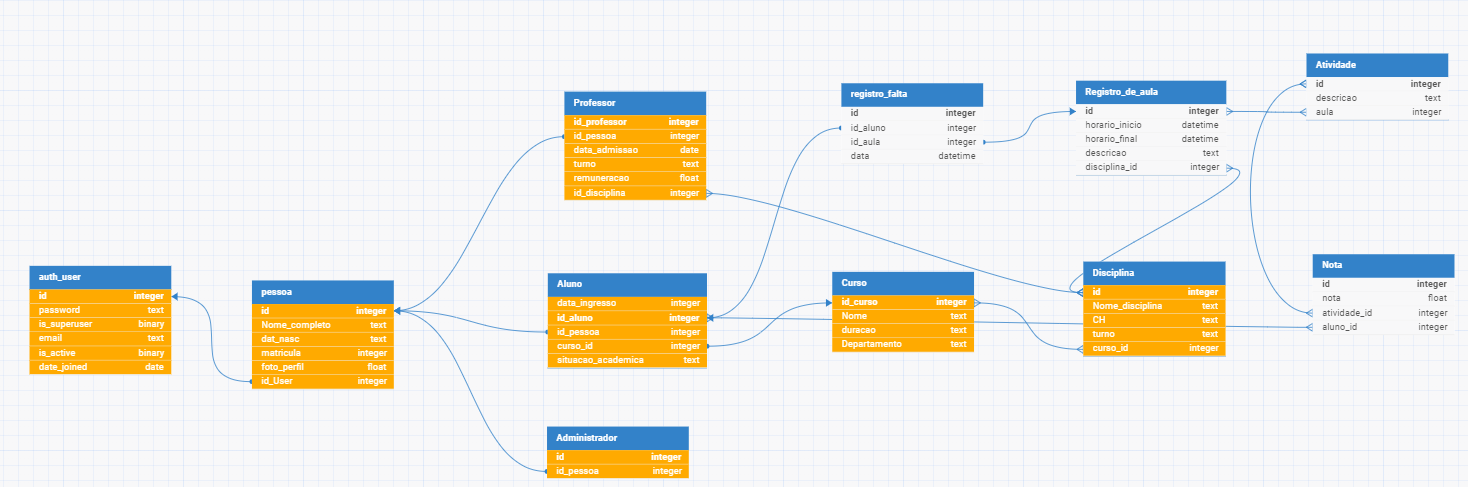 auth_user
id integer
password text
is_superuser binary
email text
is_active binary
date_joined date
pessoa
id integer
Nome_completo text
dat_nasc text
matricula integer
foto_perfil float
id_User integer
Professor
id_professor integer
id_pessoa integer
data_admissao date
turno text
remuneracao float
id_disciplina integer
Aluno
data_ingresso integer
id_aluno integer
id_pessoa integer
curso_id integer
situacao_academica text
Administrador
id integer
id_pessoa integer
registro_falta
id integer
id_aluno integer
id_aula integer
data datetime
Curso
id_curso integer
Nome text
duracao text
Departamento text
Registro_de_aula
id integer
horario_inicio datetime
horario_final datetime
descricao text
disciplina_id integer
Disciplina
id integer
Nome_disciplina text
CH text
turno text
curso_id integer
Atividade
id integer
descricao text
aula integer
Nota
id integer
nota float
atividade_id integer
aluno_id integer